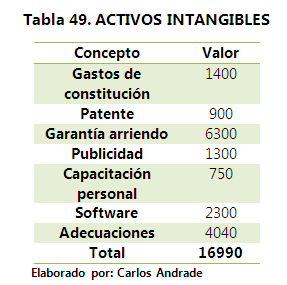 Tabla 49. ACTIVOS INTANGIBLES
Concepto Valor
Gastos de 1400
constitución
Patente 900
Garantía arriendo 6300
Publicidad 1300
Capacitación 750
personal
Software 2300
Adecuaciones 4040
Total 16990
Elaborado por: Carlos Andrade